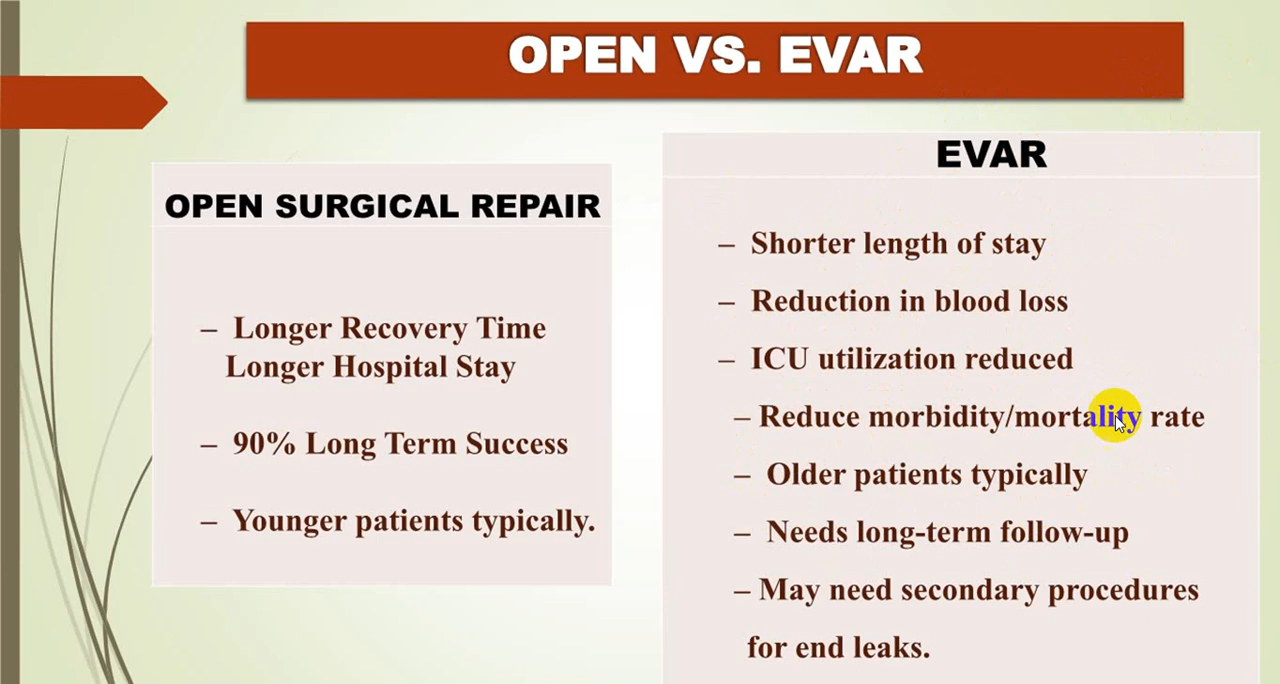 OPEN VS. EVAR
OPEN SURGICAL REPAIR
– Longer Recovery Time
Longer Hospital Stay
– 90% Long Term Success
– Younger patients typically.
EVAR
– Shorter length of stay
– Reduction in blood loss
– ICU utilization reduced
– Reduce morbidity/mortality rate
– Older patients typically
– Needs long-term follow-up
– May need secondary procedures
for end leaks.